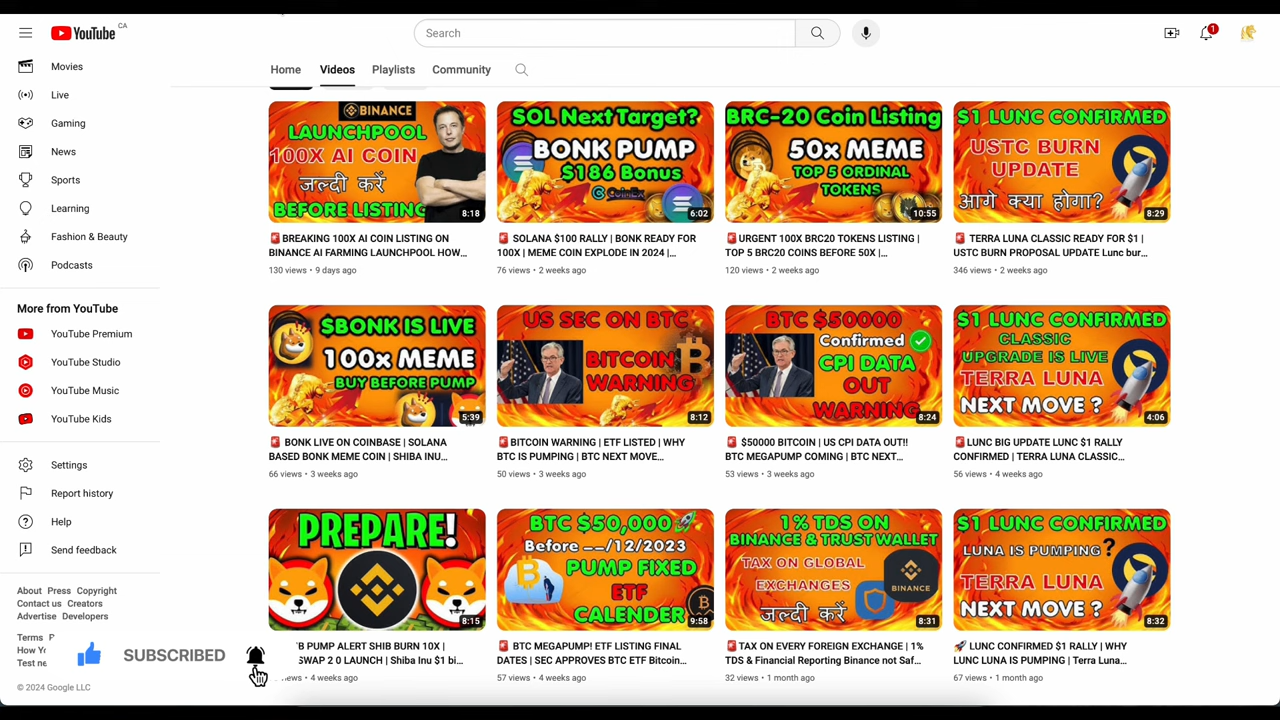 YouTube CA
Search
1
Movies
Live
Gaming
News
Sports
Learning
Fashion & Beauty
Podcasts
More from YouTube
YouTube Premium
YouTube Studio
YouTube Music
YouTube Kids
Settings
Report history
Help
Send feedback
About Press Copyright
Contact us Creators
Advertise Developers
Terms
How
Test
© 2024 Google LLC
SUBSCRIBED
Home Videos Playlists Community
BINANCE
LAUNCHPOOL
100X AI COIN
जल्दी करें
BEFORE LISTING
8:18
🚨BREAKING 100X AI COIN LISTING ON
BINANCE AI FARMING LAUNCHPOOL HOW...
130 views • 9 days ago
SOL Next Target?
BONK PUMP
$186 Bonus
CoinEx
6:02
🚨 SOLANA $100 RALLY | BONK READY FOR
100X | MEME COIN EXPLODE IN 2024 |...
76 views • 2 weeks ago
BRC-20 Coin Listing
50x MEME
TOP 5 ORDINAL
TOKENS
10:55
🚨URGENT 100X BRC20 TOKENS LISTING |
TOP 5 BRC20 COINS BEFORE 50X |...
120 views • 2 weeks ago
$1 LUNC CONFIRMED
USTC BURN
UPDATE
आगे क्या होगा?
8:29
🚨 TERRA LUNA CLASSIC READY FOR $1 |
USTC BURN PROPOSAL UPDATE Lunc bur...
346 views • 2 weeks ago
$BONK IS LIVE
100x MEME
BUY BEFORE PUMP
5:39
🚨 BONK LIVE ON COINBASE | SOLANA
BASED BONK MEME COIN | SHIBA INU...
66 views • 3 weeks ago
US SEC ON BTC
BITCOIN
WARNING
8:12
🚨BITCOIN WARNING | ETF LISTED | WHY
BTC IS PUMPING | BTC NEXT MOVE...
50 views • 3 weeks ago
BTC $50000
Confirmed
CPI DATA
OUT
WARNING
8:24
🚨 $50000 BITCOIN | US CPI DATA OUT!!
BTC MEGAPUMP COMING | BTC NEXT...
53 views • 3 weeks ago
$1 LUNC CONFIRMED
CLASSIC
UPGRADE IS LIVE
TERRA LUNA
NEXT MOVE ?
4:06
🚨LUNC BIG UPDATE LUNC $1 RALLY
CONFIRMED | TERRA LUNA CLASSIC...
56 views • 4 weeks ago
PREPARE!
8:15
B PUMP ALERT SHIB BURN 10X |
SWAP 2 0 LAUNCH | Shiba Inu $1 bi...
views • 4 weeks ago
BTC $50,000🚀
Before __/12/2023
PUMP FIXED
ETF
CALENDER
9:58
🚨 BTC MEGAPUMP! ETF LISTING FINAL
DATES | SEC APPROVES BTC ETF Bitcoin...
57 views • 4 weeks ago
1% TDS ON
BINANCE & TRUST WALLET
TAX ON GLOBAL
EXCHANGES
जल्दी करें
BINANCE
8:31
🚨TAX ON EVERY FOREIGN EXCHANGE | 1%
TDS & Financial Reporting Binance not Saf...
32 views • 1 month ago
$1 LUNC CONFIRMED
LUNA IS PUMPING?
TERRA LUNA
NEXT MOVE ?
8:32
🚀 LUNC CONFIRMED $1 RALLY | WHY
LUNC LUNA IS PUMPING | Terra Luna...
67 views • 1 month ago